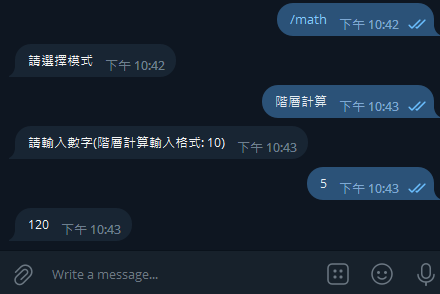 /math 下午 10:42
請選擇模式 下午 10:42
階層計算 下午 10:43
請輸入數字(階層計算輸入格式: 10) 下午 10:43
5 下午 10:43
120 下午 10:43
Write a message...